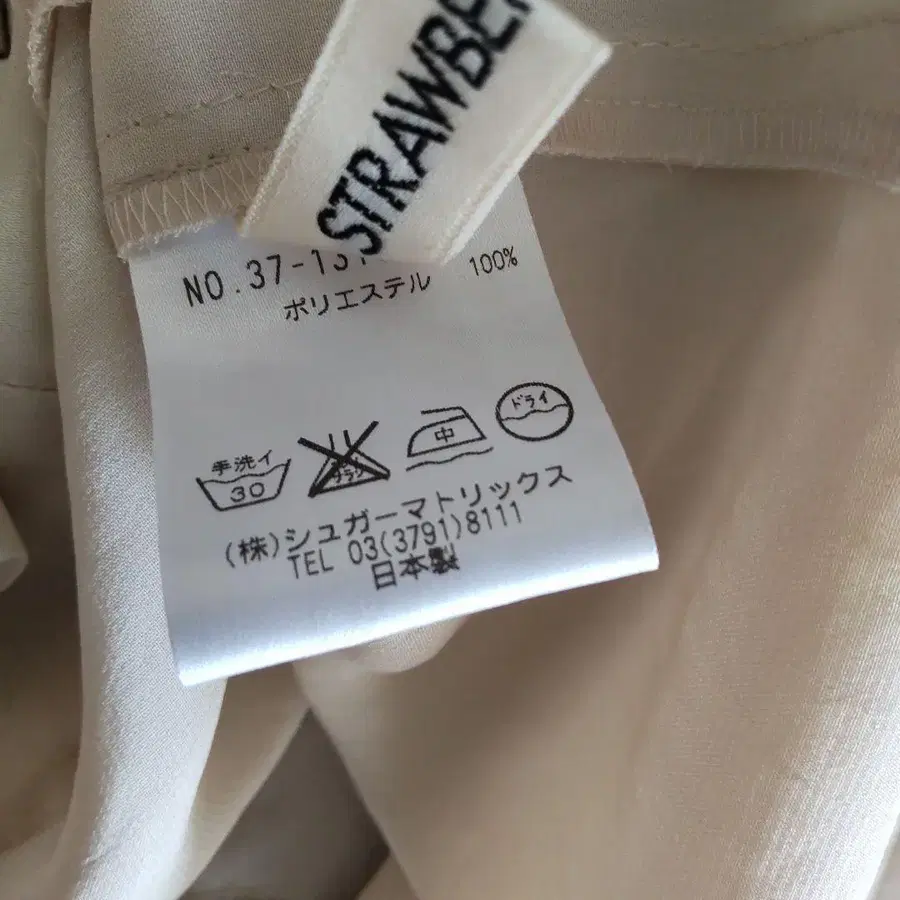 STRAWBE
NO.37-13
ポリエステル 100%
手洗イ
30
中
ドライ
(株)シュガーマトリックス
TEL 03(3791)8111
日本製